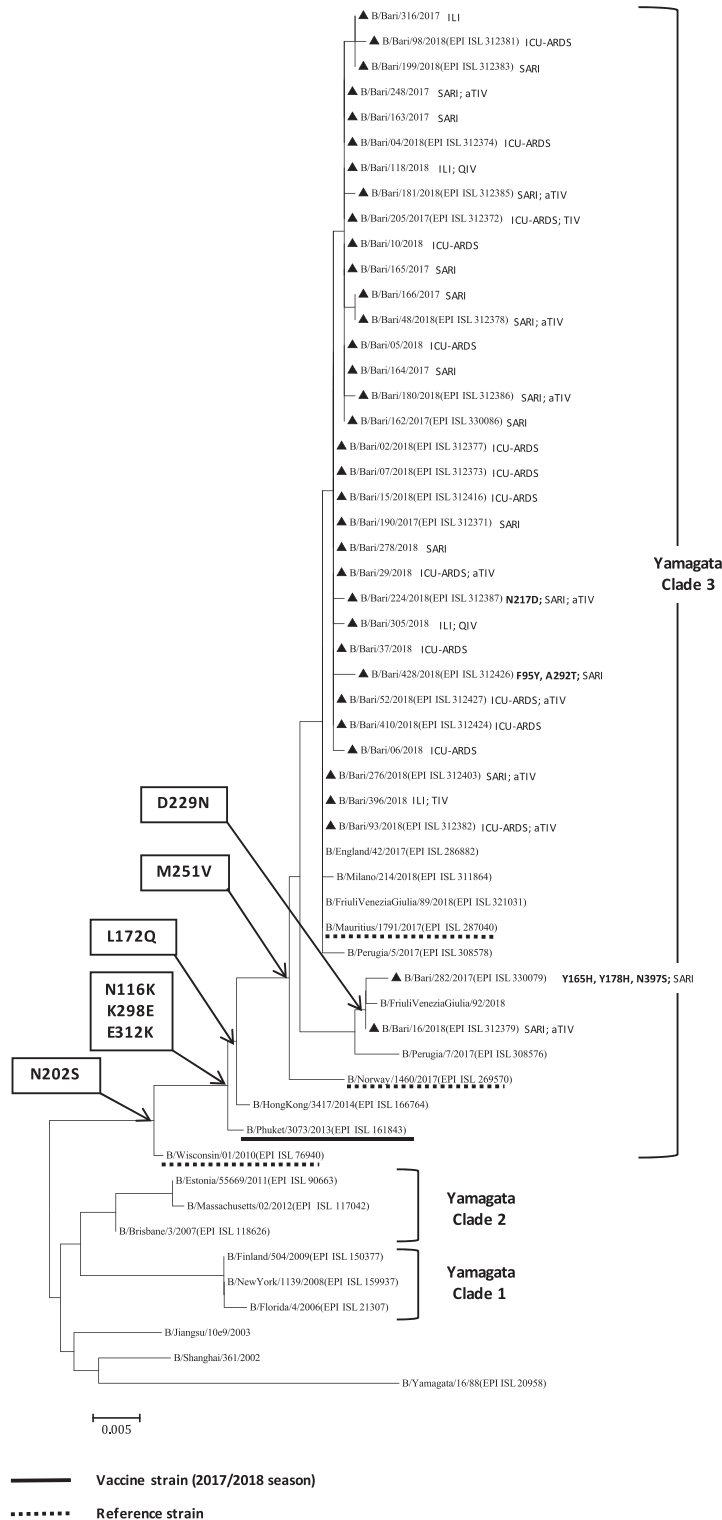 B/Bari/316/2017 ILI
B/Bari/98/2018(EPI ISL 312381) ICU-ARDS
B/Bari/199/2018(EPI ISL 312383) SARI
B/Bari/248/2017 SARI; aTIV
B/Bari/163/2017 SARI
B/Bari/04/2018(EPI ISL 312374) ICU-ARDS
B/Bari/118/2018 ILI; QIV
B/Bari/181/2018(EPI ISL 312385) SARI; aTIV
B/Bari/205/2017(EPI ISL 312372) ICU-ARDS; TIV
B/Bari/10/2018 ICU-ARDS
B/Bari/165/2017 SARI
B/Bari/166/2017 SARI
B/Bari/48/2018(EPI ISL 312378) SARI; aTIV
B/Bari/05/2018 ICU-ARDS
B/Bari/164/2017 SARI
B/Bari/180/2018(EPI ISL 312386) SARI; aTIV
B/Bari/162/2017(EPI ISL 330086) SARI
B/Bari/02/2018(EPI ISL 312377) ICU-ARDS
B/Bari/07/2018(EPI ISL 312373) ICU-ARDS
B/Bari/15/2018(EPI ISL 312416) ICU-ARDS
B/Bari/190/2017(EPI ISL 312371) SARI
B/Bari/278/2018 SARI
B/Bari/29/2018 ICU-ARDS; aTIV
B/Bari/224/2018(EPI ISL 312387) N217D; SARI; aTIV
B/Bari/305/2018 ILI; QIV
B/Bari/37/2018 ICU-ARDS
B/Bari/428/2018(EPI ISL 312426) F95Y, A292T; SARI
B/Bari/52/2018(EPI ISL 312427) ICU-ARDS; aTIV
B/Bari/410/2018(EPI ISL 312424) ICU-ARDS
B/Bari/06/2018 ICU-ARDS
B/Bari/276/2018(EPI ISL 312403) SARI; aTIV
B/Bari/396/2018 ILI; TIV
B/Bari/93/2018(EPI ISL 312382) ICU-ARDS; aTIV
B/England/42/2017(EPI ISL 286882)
B/Milano/214/2018(EPI ISL 311864)
B/FriuliVeneziaGiulia/89/2018(EPI ISL 321031)
B/Mauritius/1791/2017(EPI ISL 287040)
B/Perugia/5/2017(EPI ISL 308578)
B/Bari/282/2017(EPI ISL 330079) Y165H, Y178H, N397S; SARI
B/FriuliVeneziaGiulia/92/2018
B/Bari/16/2018(EPI ISL 312379) SARI; aTIV
B/Perugia/7/2017(EPI ISL 308576)
B/Norway/1460/2017(EPI ISL 269570)
B/HongKong/3417/2014(EPI ISL 166764)
B/Phuket/3073/2013(EPI ISL 161843)
B/Wisconsin/01/2010(EPI ISL 76940)
B/Estonia/55669/2011(EPI ISL 90663)
B/Massachusetts/02/2012(EPI ISL 117042)
B/Brisbane/3/2007(EPI ISL 118626)
B/Finland/504/2009(EPI ISL 150377)
B/NewYork/1139/2008(EPI ISL 159937)
B/Florida/4/2006(EPI ISL 21307)
B/Jiangsu/10e9/2003
B/Shanghai/361/2002
B/Yamagata/16/88(EPI ISL 20958)
Yamagata
Clade 3
Yamagata
Clade 2
Yamagata
Clade 1
D229N
M251V
L172Q
N116K
K298E
E312K
N202S
0.005
Vaccine strain (2017/2018 season)
Reference strain